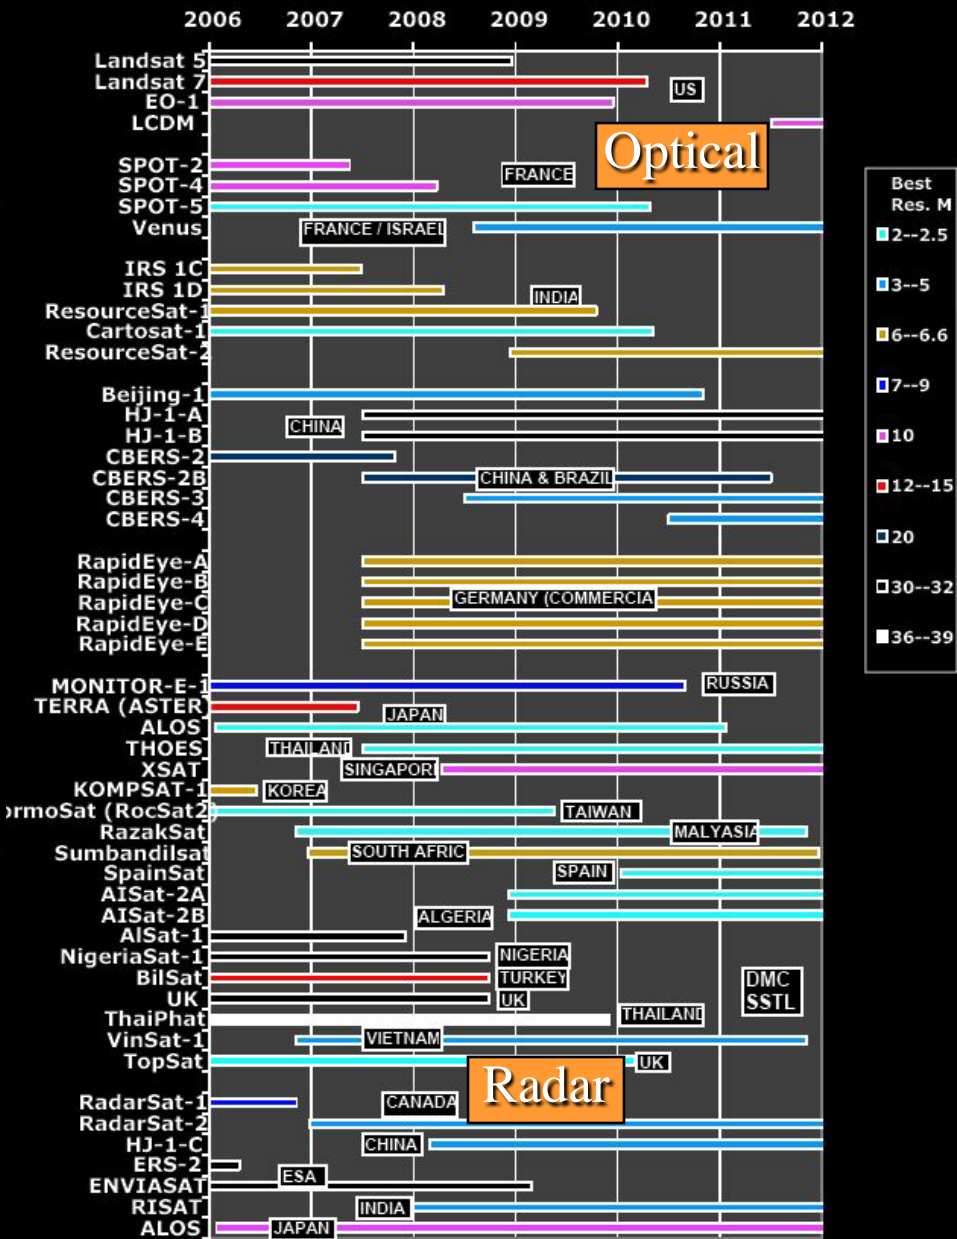 2006 2007 2008 2009 2010 2011 2012
Landsat 5
Landsat 7
US
EO-1
LCDM
Optical
SPOT-2
FRANCE
SPOT-4
SPOT-5
Venus
FRANCE / ISRAEL
IRS 1C
IRS 1D
INDIA
ResourceSat-1
Cartosat-1
ResourceSat-2
Beijing-1
HJ-1-A
CHINA
HJ-1-B
CBERS-2
CBERS-2B
CHINA & BRAZIL
CBERS-3
CBERS-4
RapidEye-A
RapidEye-B
RapidEye-C
GERMANY (COMMERCIA
RapidEye-D
RapidEye-E
MONITOR-E-1
RUSSIA
TERRA (ASTER)
JAPAN
ALOS
THOES
THAILAND
XSAT
SINGAPORE
KOMPSAT-1
KOREA
ormoSat (RocSat2)
TAIWAN
RazakSat
MALYASIA
Sumbandilsat
SOUTH AFRIC
SpainSat
SPAIN
AISat-2A
AISat-2B
ALGERIA
AlSat-1
NigeriaSat-1
NIGERIA
BilSat
TURKEY
UK
UK
ThaiPhat
THAILAND
DMC
SSTL
VinSat-1
VIETNAM
TopSat
UK
Radar
RadarSat-1
CANADA
RadarSat-2
HJ-1-C
CHINA
ERS-2
ESA
ENVIASAT
RISAT
INDIA
ALOS
JAPAN
Best
Res. M
2--2.5
3--5
6--6.6
7--9
10
12--15
20
30--32
36--39